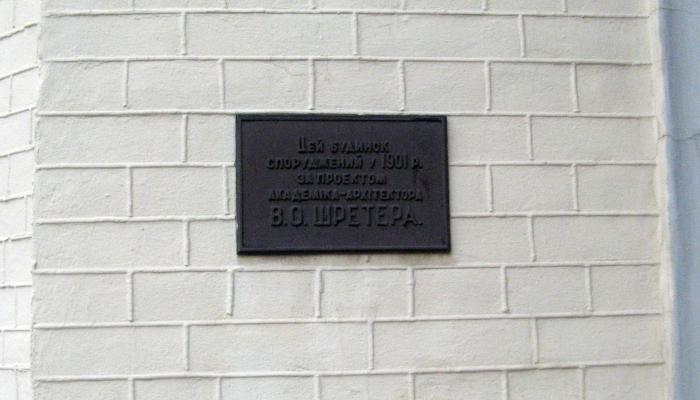 Цей будинок
споруджений у 1901 р.
за проектом
академіка-архітектора
В.О. ШРЕТЕРА.